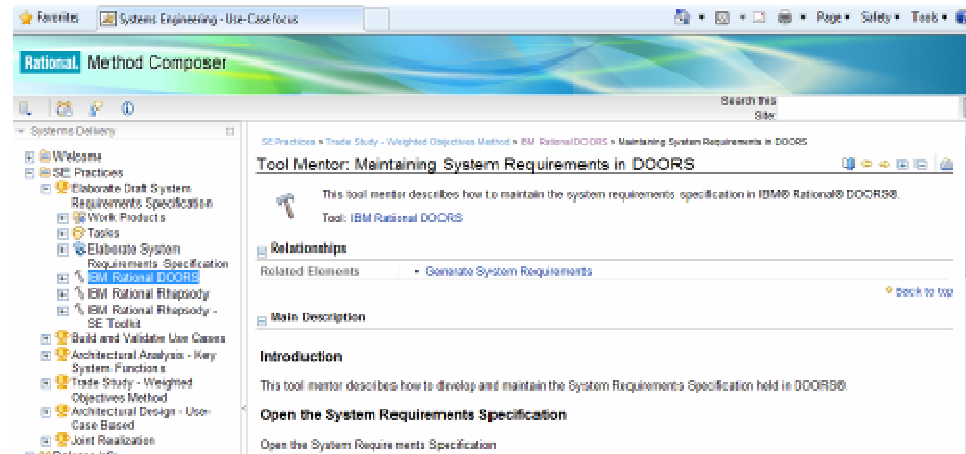 Favorites Systems Engineering - Use-Case focus
Page Safety Tools
Rational. Method Composer
Search this
Site:
Systems Delivery
SE Practices » Trade Study - Weighted Objectives Method » IBM Rational DOORS » Maintaining System Requirements in DOORS
Welcome
SE Practices
Elaborate Draft System
Requirements Specification
Work Products
Tasks
Elaborate System
Requirements Specification
IBM Rational DOORS
IBM Rational Rhapsody
IBM Rational Rhapsody -
SE Toolkit
Build and Validate Use Cases
Architectural Analysis - Key
System Functions
Trade Study - Weighted
Objectives Method
Architectural Design - Use-
Case Based
Joint Realization
Tool Mentor: Maintaining System Requirements in DOORS
This tool mentor describes how to maintain the system requirements specification in IBM® Rational® DOORS®.
Tool: IBM Rational DOORS
Relationships
Related Elements • Generate System Requirements
Back to top
Main Description
Introduction
This tool mentor describes how to develop and maintain the System Requirements Specification held in DOORS®.
Open the System Requirements Specification
Open the System Requirements Specification